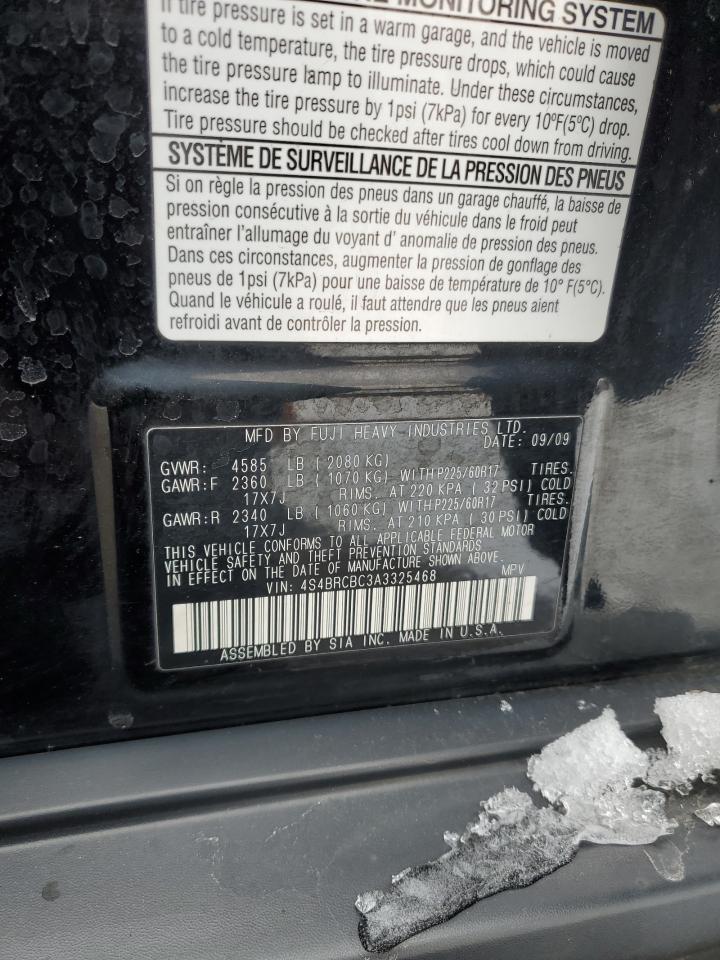 MONITORING SYSTEM
If tire pressure is set in a warm garage, and the vehicle is moved
to a cold temperature, the tire pressure drops, which could cause
the tire pressure lamp to illuminate. Under these circumstances,
increase the tire pressure by 1psi (7kPa) for every 10ºF(5ºC) drop.
Tire pressure should be checked after tires cool down from driving.
SYSTÈME DE SURVEILLANCE DE LA PRESSION DES PNEUS
Si on règle la pression des pneus dans un garage chauffé, la baisse de
pression consécutive à la sortie du véhicule dans le froid peut
entraîner l'allumage du voyant d' anomalie de pression des pneus.
Dans ces circonstances, augmenter la pression de gonflage des
pneus de 1psi (7kPa) pour une baisse de température de 10° F(5°C).
Quand le véhicule a roulé, il faut attendre que les pneus aient
refroidi avant de contrôler la pression.
MFD BY FUJI HEAVY INDUSTRIES LTD.
DATE: 09/09
GVWR: 4585 LB ( 2080 KG)
GAWR:F 2360 LB ( 1070 KG) WITH P225/60R17 TIRES.
17X7J RIMS. AT 220 KPA ( 32 PSI) COLD
GAWR:R 2340 LB ( 1060 KG) WITH P225/60R17 TIRES.
17X7J RIMS. AT 210 KPA ( 30 PSI) COLD
THIS VEHICLE CONFORMS TO ALL APPLICABLE FEDERAL MOTOR
VEHICLE SAFETY AND THEFT PREVENTION STANDARDS
IN EFFECT ON THE DATE OF MANUFACTURE SHOWN ABOVE.
VIN: 4S4BRCBC3A3325468 MPV
ASSEMBLED BY SIA INC. MADE IN U.S.A.